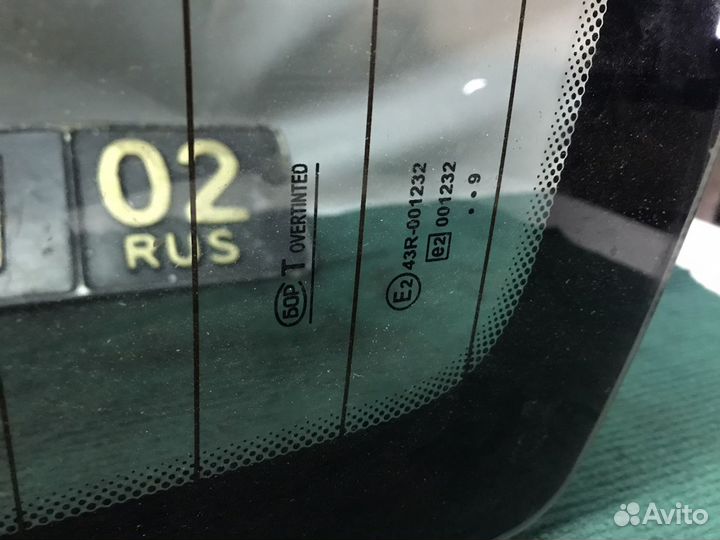 02
RUS
БОР T OVERTINTED
E2 43R-001232
e2 001232
• • 9
Avito